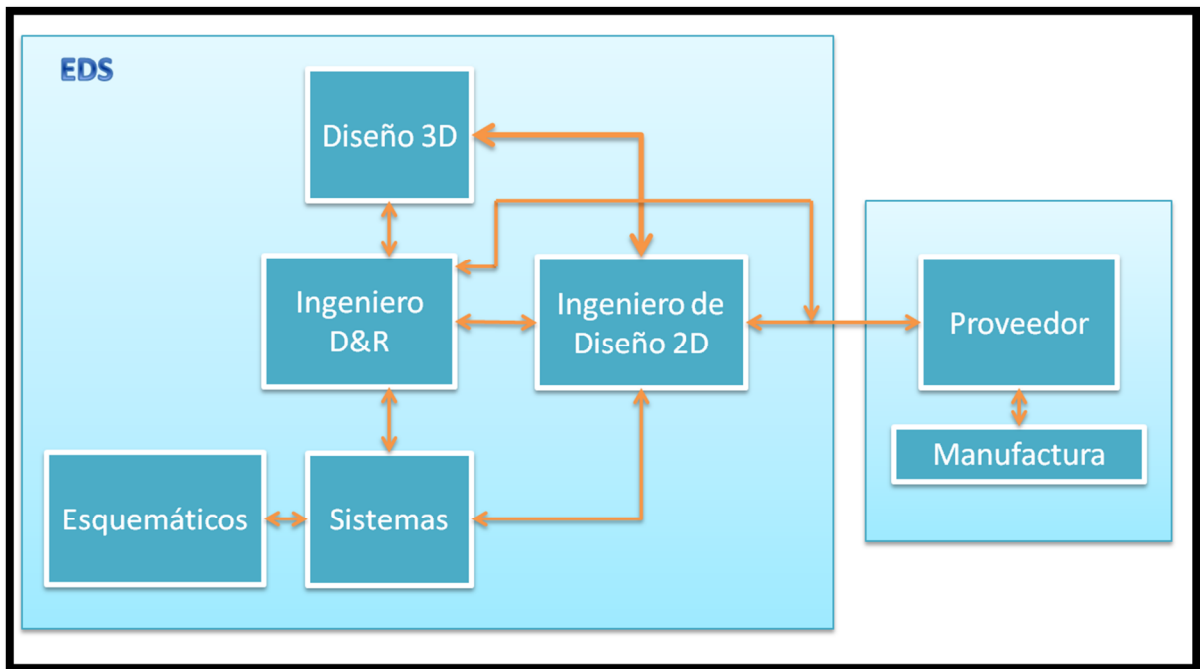 EDS
Diseño 3D
Ingeniero
D&R
Ingeniero de
Diseño 2D
Proveedor
Manufactura
Esquemáticos
Sistemas